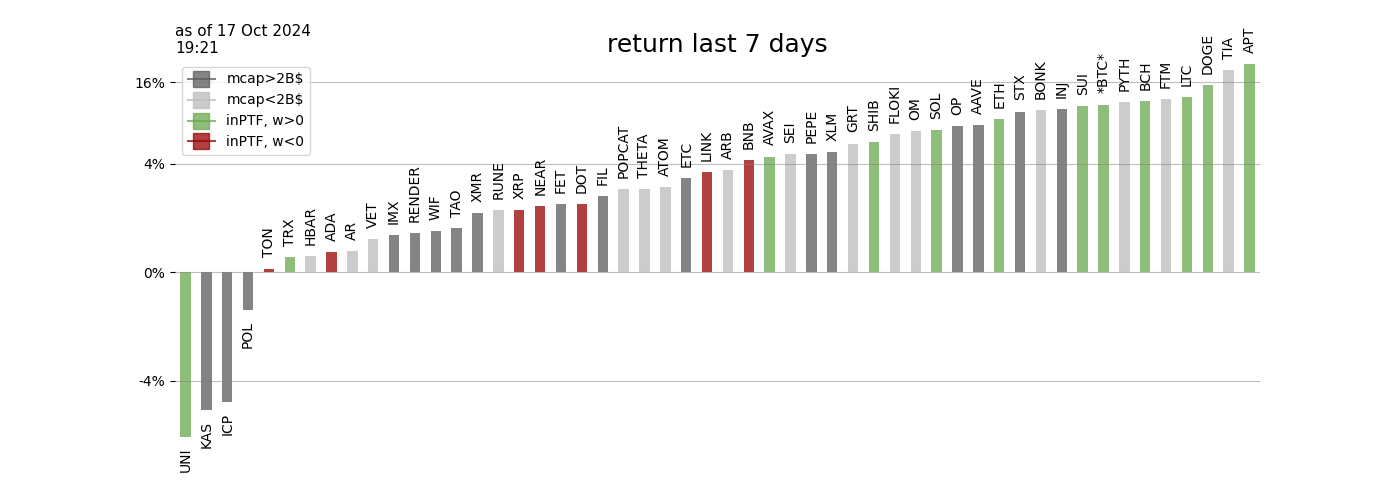 as of 17 Oct 2024
19:21
return last 7 days
mcap>2B$
mcap<2B$
inPTF, w>0
inPTF, w<0
16%
4%
0%
-4%
UNI
KAS
ICP
POL
TON
TRX
HBAR
ADA
AR
VET
IMX
RENDER
WIF
TAO
XMR
RUNE
XRP
NEAR
FET
DOT
FIL
POPCAT
THETA
ATOM
ETC
LINK
ARB
BNB
AVAX
SEI
PEPE
XLM
GRT
SHIB
FLOKI
OM
SOL
OP
AAVE
ETH
STX
BONK
INJ
SUI
*BTC*
PYTH
BCH
FTM
LTC
DOGE
TIA
APT